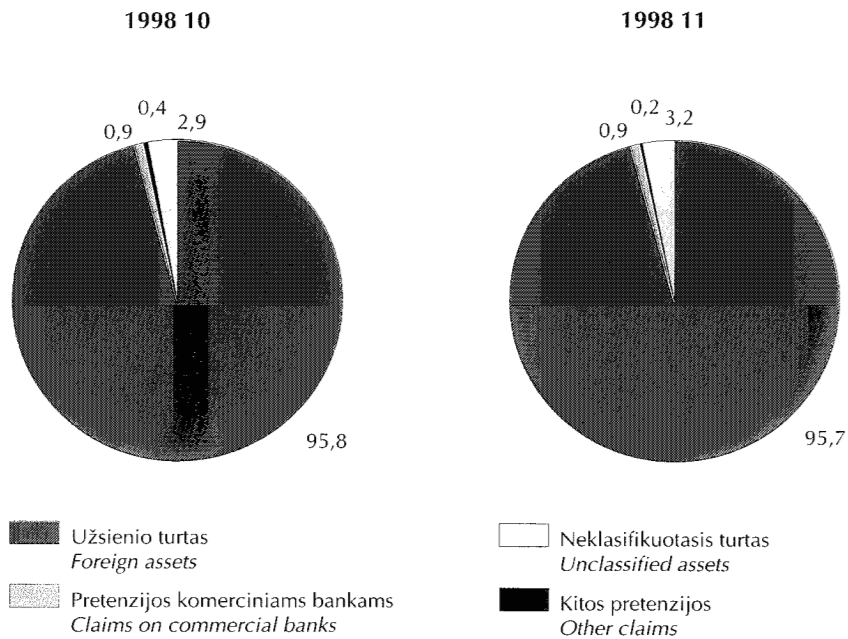 1998 10
0,9
0,4
2,9
95,8
1998 11
0,9
0,2
3,2
95,7
Užsienio turtas
Foreign assets
Pretenzijos komerciniams bankams
Claims on commercial banks
Neklasifikuotasis turtas
Unclassified assets
Kitos pretenzijos
Other claims